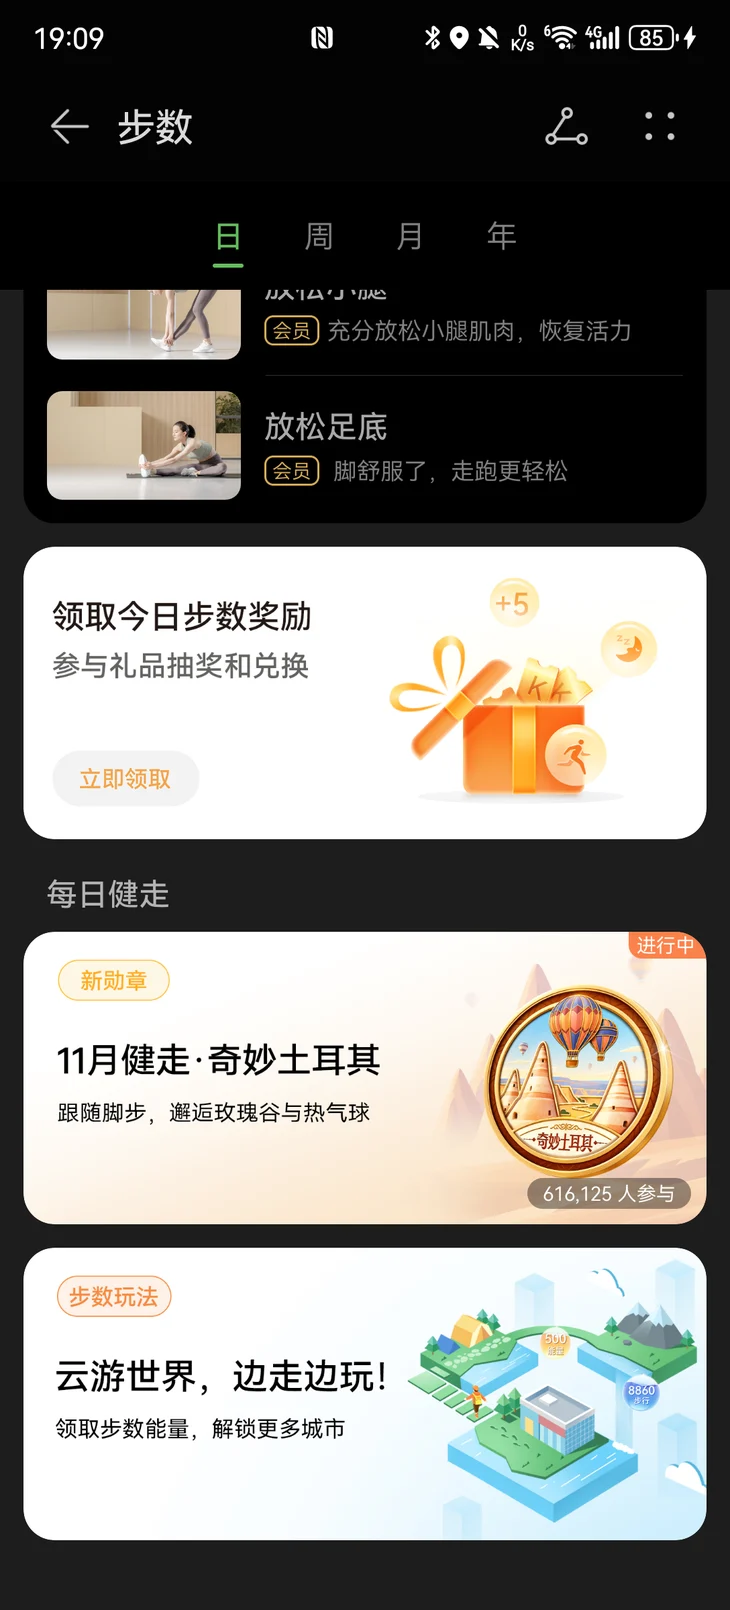 19:09
0
K/s
6
4G
85
步数
日 周 月 年
放松小腿
会员 充分放松小腿肌肉，恢复活力
放松足底
会员 脚舒服了，走跑更轻松
领取今日步数奖励
参与礼品抽奖和兑换
立即领取
+5
z z
K K
每日健走
进行中
新勋章
11月健走·奇妙土耳其
跟随脚步，邂逅玫瑰谷与热气球
奇妙土耳其
616,125 人参与
步数玩法
云游世界，边走边玩！
领取步数能量，解锁更多城市
500
8860
步行